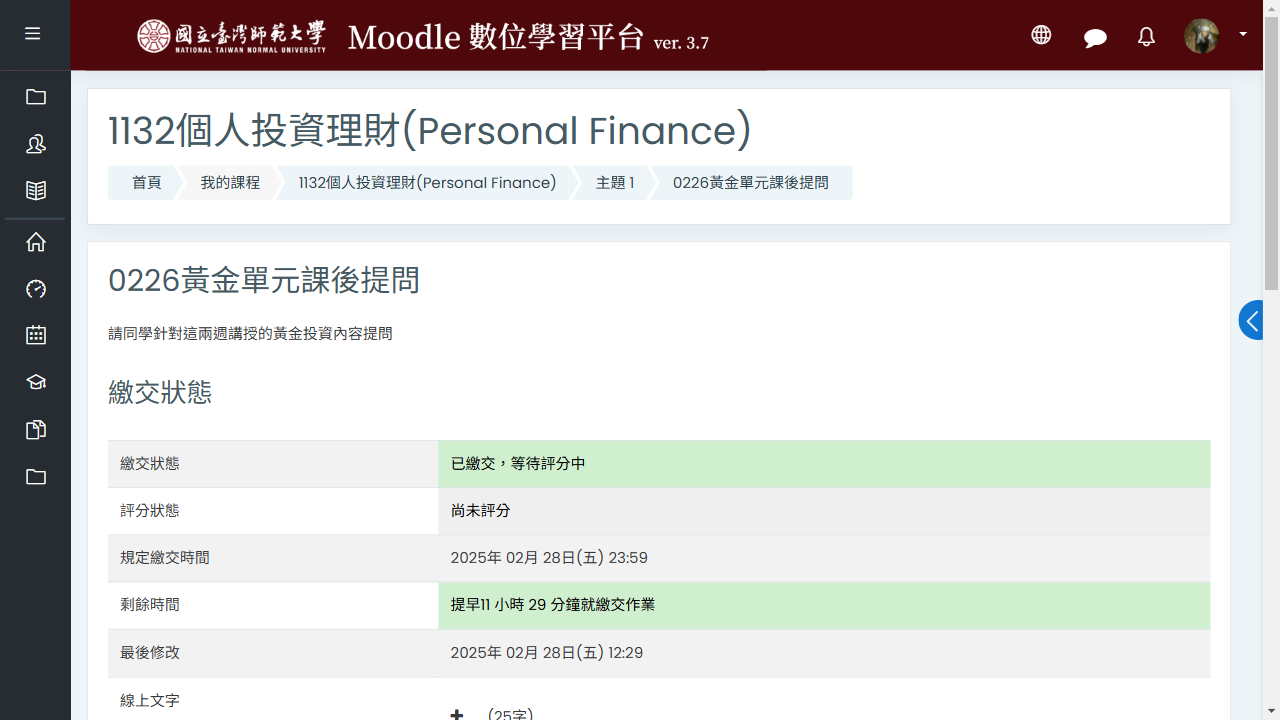 國立臺灣師範大學
NATIONAL TAIWAN NORMAL UNIVERSITY
Moodle 數位學習平台 ver. 3.7
1132個人投資理財(Personal Finance)
首頁
我的課程
1132個人投資理財(Personal Finance)
主題 1
0226黃金單元課後提問
0226黃金單元課後提問
請同學針對這兩週講授的黃金投資內容提問
繳交狀態
繳交狀態
已繳交，等待評分中
評分狀態
尚未評分
規定繳交時間
2025年 02月 28日(五) 23:59
剩餘時間
提早11 小時 29 分鐘就繳交作業
最後修改
2025年 02月 28日(五) 12:29
線上文字
(25字)